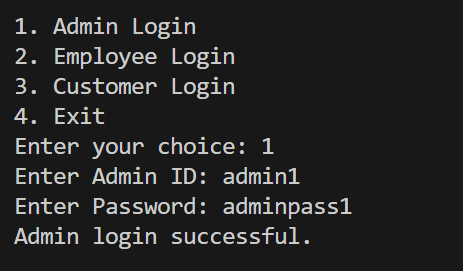 1. Admin Login
2. Employee Login
3. Customer Login
4. Exit
Enter your choice: 1
Enter Admin ID: admin1
Enter Password: adminpass1
Admin login successful.